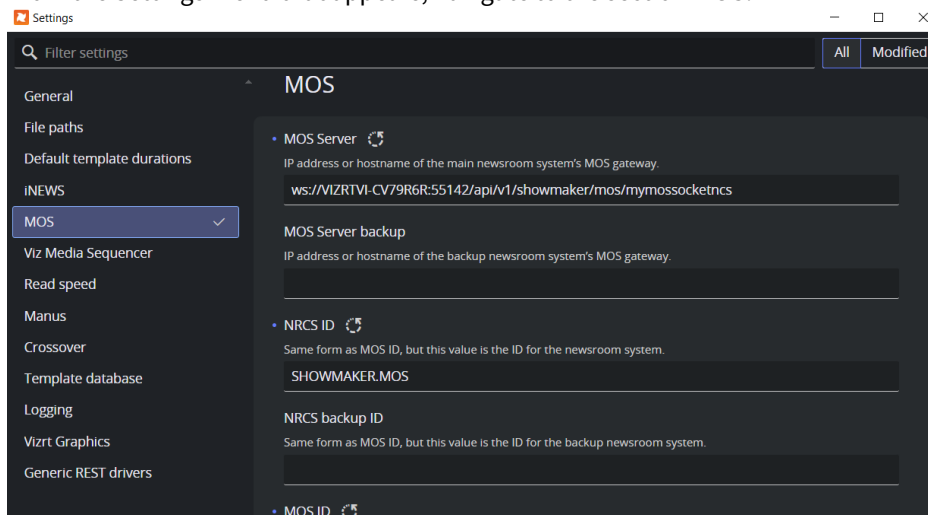 Settings
Filter settings
All Modified
General
File paths
Default template durations
iNEWS
MOS
Viz Media Sequencer
Read speed
Manus
Crossover
Template database
Logging
Vizrt Graphics
Generic REST drivers
MOS
MOS Server
IP address or hostname of the main newsroom system's MOS gateway.
ws://VIZRTVI-CV79R6R:55142/api/v1/showmaker/mos/mymossocketncs
MOS Server backup
IP address or hostname of the backup newsroom system's MOS gateway.
NRCS ID
Same form as MOS ID, but this value is the ID for the newsroom system.
SHOWMAKER.MOS
NRCS backup ID
Same form as MOS ID, but this value is the ID for the backup newsroom system.
MOS ID